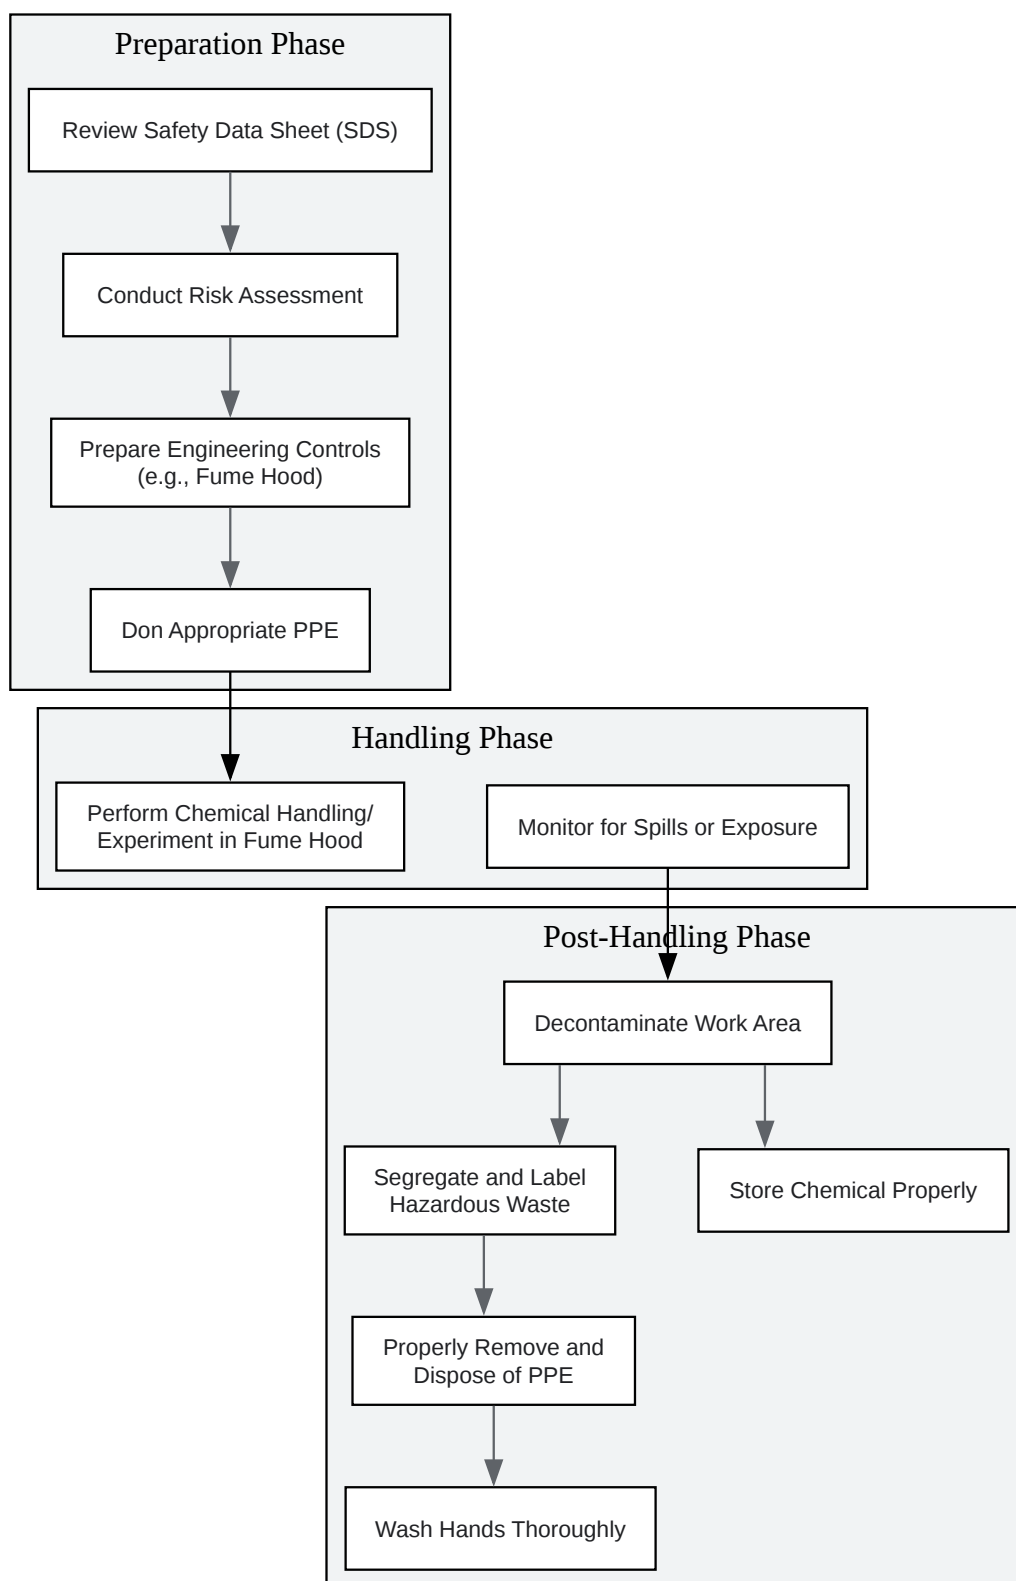 Preparation Phase
Review Safety Data Sheet (SDS)
Conduct Risk Assessment
Prepare Engineering Controls
(e.g., Fume Hood)
Don Appropriate PPE
Handling Phase
Perform Chemical Handling/
Experiment in Fume Hood
Monitor for Spills or Exposure
Post-Handling Phase
Decontaminate Work Area
Segregate and Label
Hazardous Waste
Store Chemical Properly
Properly Remove and
Dispose of PPE
Wash Hands Thoroughly